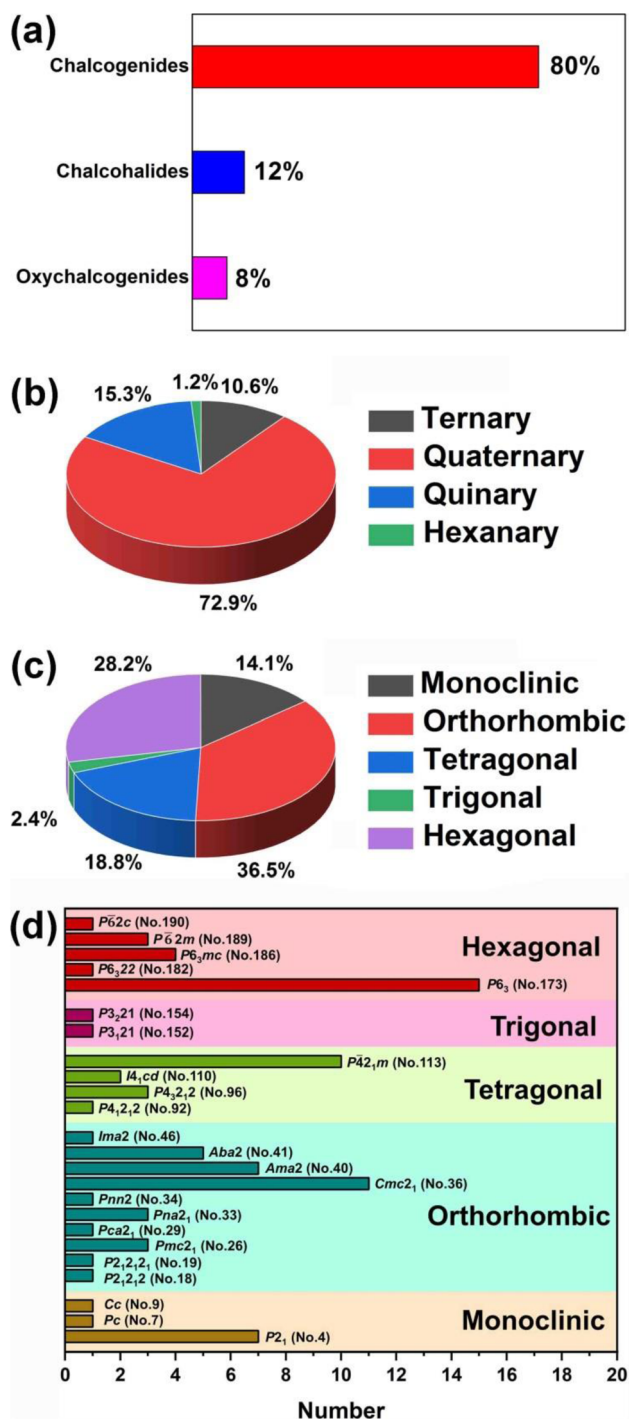 (a)
Chalcogenides 80%
Chalcohalides 12%
Oxychalcogenides 8%
(b)
15.3% 1.2% 10.6%
72.9%
Ternary
Quaternary
Quinary
Hexanary
(c)
28.2% 14.1%
2.4%
18.8% 36.5%
Monoclinic
Orthorhombic
Tetragonal
Trigonal
Hexagonal
(d)
P6̅2c (No.190)
P6̅2m (No.189)
P6₃mc (No.186)
P6₃22 (No.182)
P6₃ (No.173)
Hexagonal
P3₂21 (No.154)
P3₁21 (No.152)
Trigonal
P4̅2₁m (No.113)
I4₁cd (No.110)
P4₃2₁2 (No.96)
P4₁2₁2 (No.92)
Tetragonal
Ima2 (No.46)
Aba2 (No.41)
Ama2 (No.40)
Cmc2₁ (No.36)
Pnn2 (No.34)
Pna2₁ (No.33)
Pca2₁ (No.29)
Pmc2₁ (No.26)
P2₁2₁2₁ (No.19)
P2₁2₁2 (No.18)
Orthorhombic
Cc (No.9)
Pc (No.7)
P2₁ (No.4)
Monoclinic
0 2 4 6 8 10 12 14 16 18 20
Number